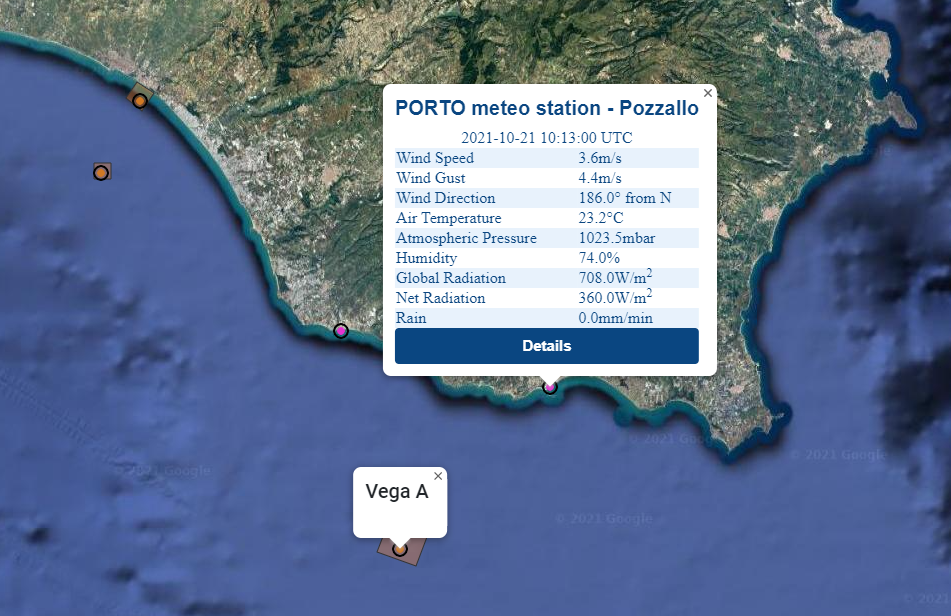 ×
PORTO meteo station - Pozzallo
2021-10-21 10:13:00 UTC
Wind Speed 3.6m/s
Wind Gust 4.4m/s
Wind Direction 186.0° from N
Air Temperature 23.2°C
Atmospheric Pressure 1023.5mbar
Humidity 74.0%
Global Radiation 708.0W/m²
Net Radiation 360.0W/m²
Rain 0.0mm/min
Details
© 2021 Google
© 2021 Google
© 2021 Google
×
Vega A
© 2021 Google